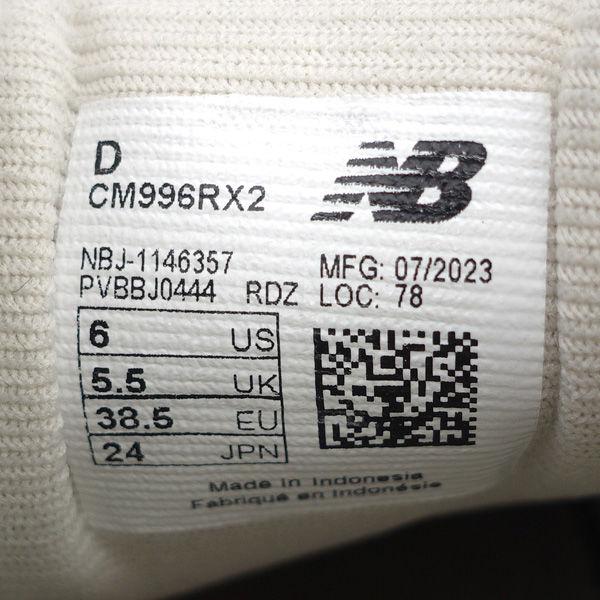 D
CM996RX2
NB
NBJ-1146357
PVBBJ0444 RDZ
MFG: 07/2023
LOC: 78
6 US
5.5 UK
38.5 EU
24 JPN
Made in Indonesia
Fabriqué en Indonésie